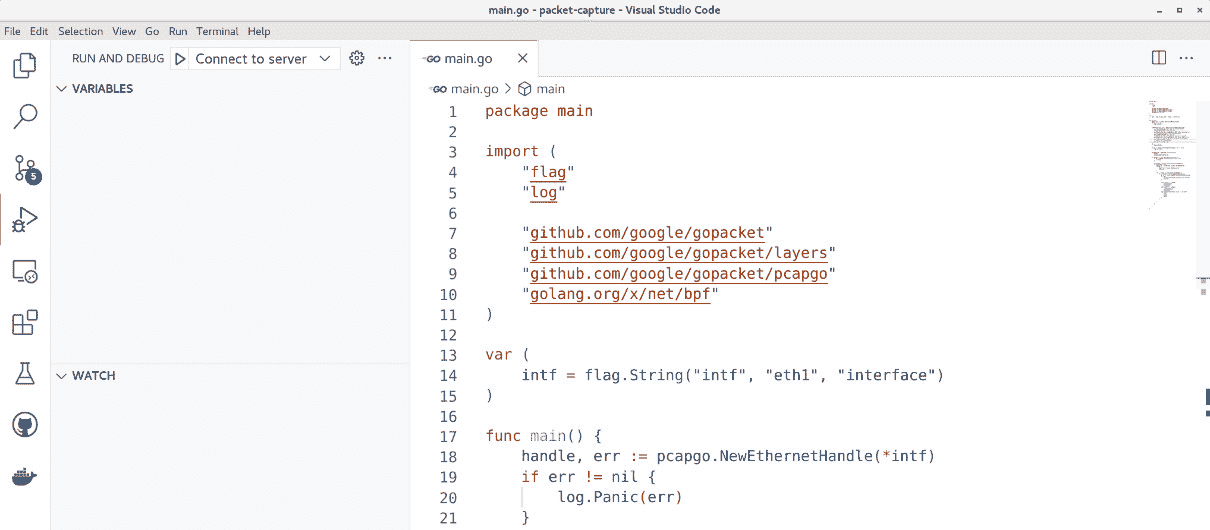 main.go - packet-capture - Visual Studio Code
File Edit Selection View Go Run Terminal Help
RUN AND DEBUG Connect to server
GO main.go
VARIABLES
GO main.go > main
1 package main
2
3 import (
4 "flag"
5 "log"
6
7 "github.com/google/gopacket"
8 "github.com/google/gopacket/layers"
9 "github.com/google/gopacket/pcapgo"
10 "golang.org/x/net/bpf"
11 )
12
13 var (
14 intf = flag.String("intf", "eth1", "interface")
15 )
16
17 func main() {
18 handle, err := pcapgo.NewEthernetHandle(*intf)
19 if err != nil {
20 log.Panic(err)
21 }
5
WATCH